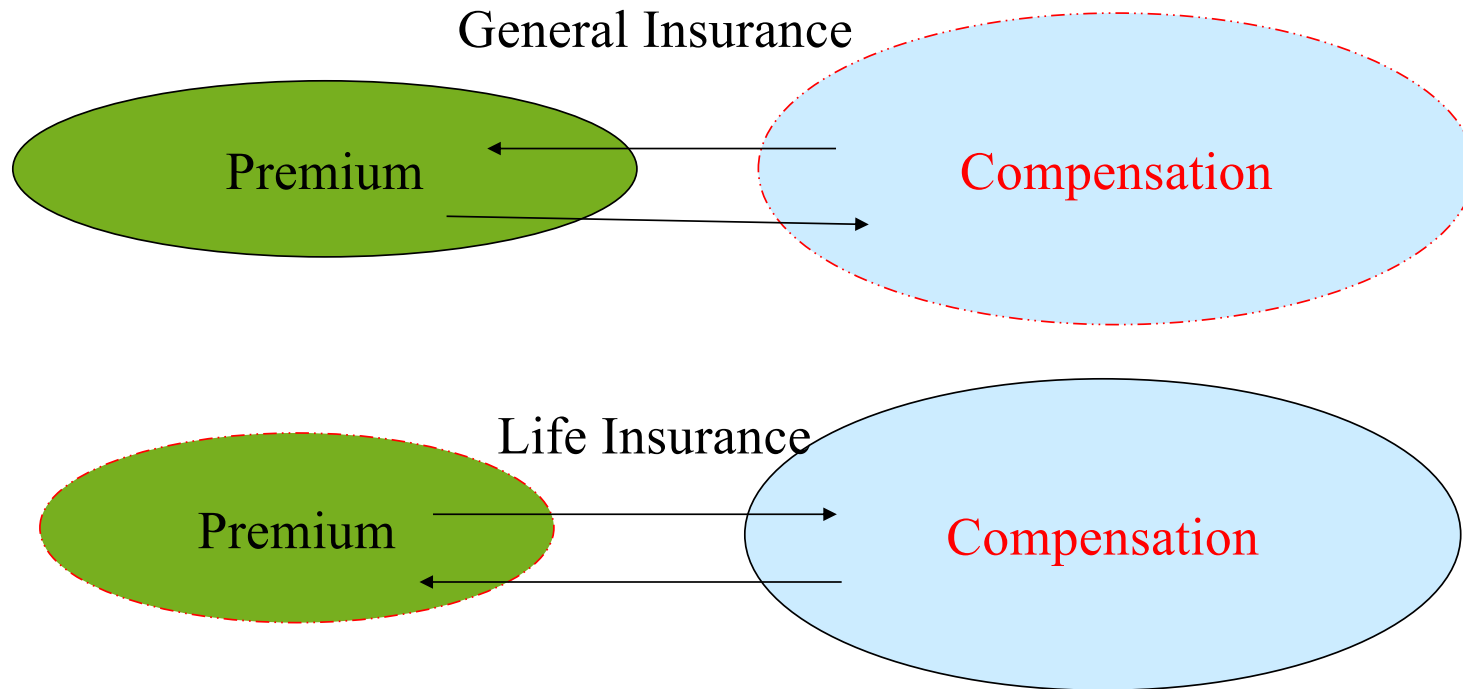 General Insurance
Premium
Compensation
Life Insurance
Premium
Compensation